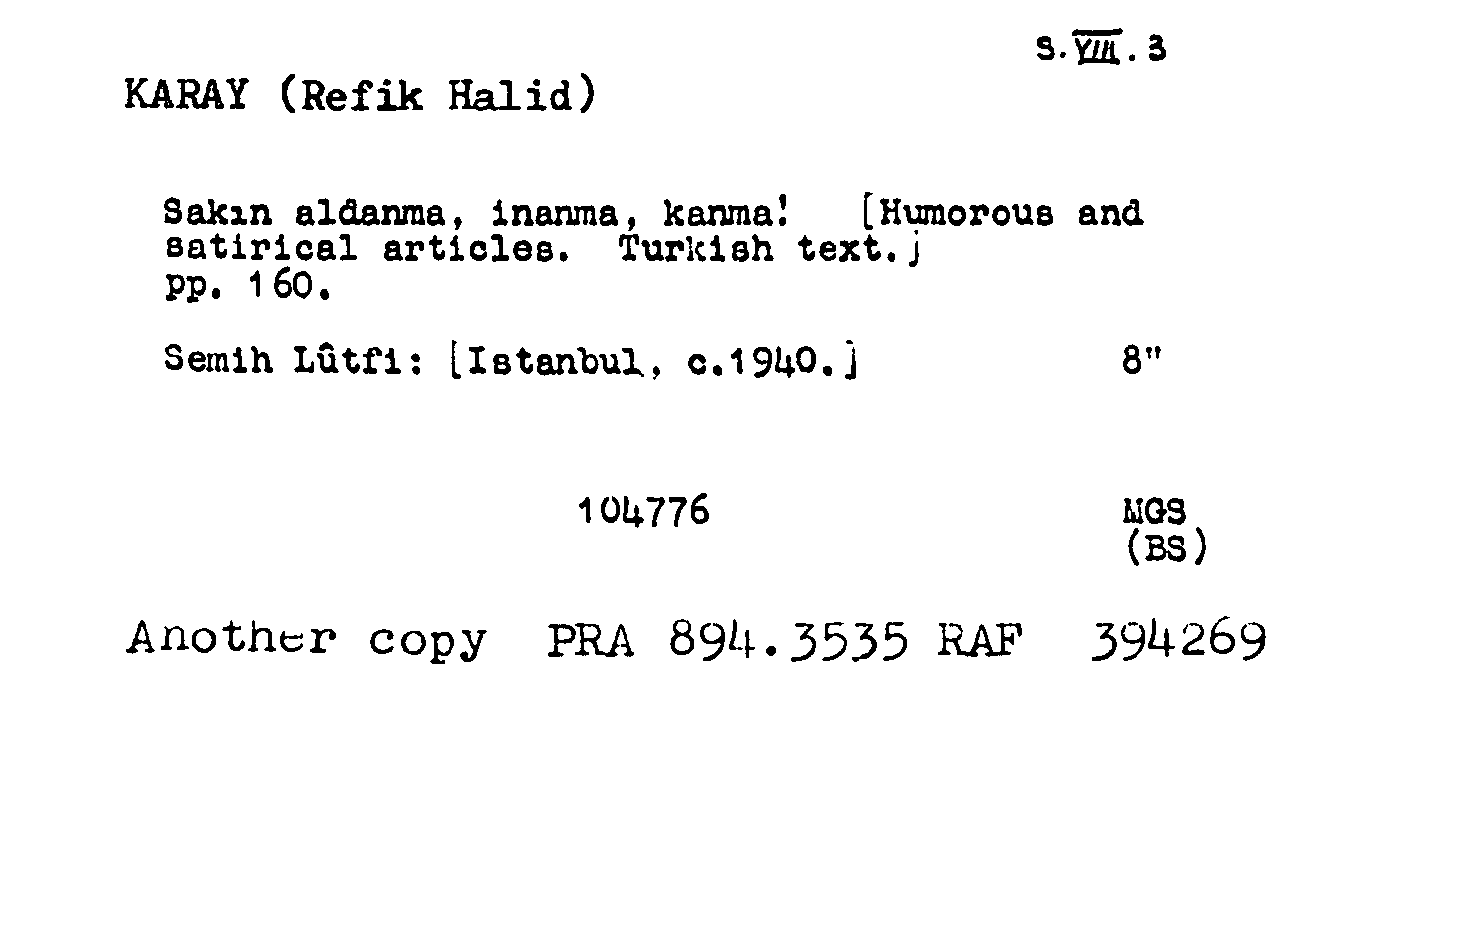 S.VIII.3
KARAY (Refik Halid)
Sakın aldanma, inanma, kanma! [Humorous and
satirical articles. Turkish text.]
pp. 160.
Semih Lûtfi: [Istanbul, c.1940.] 8"
104776 MGS
(BS)
Another copy PRA 894.3535 RAF 394269